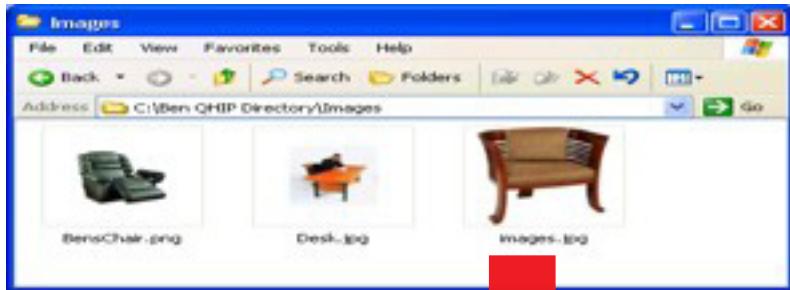 Images
File Edit View Favorites Tools Help
Back Search Folders
Address C:\Ben QHIP Directory\Images Go
BensChair.png Desk.jpg images.jpg